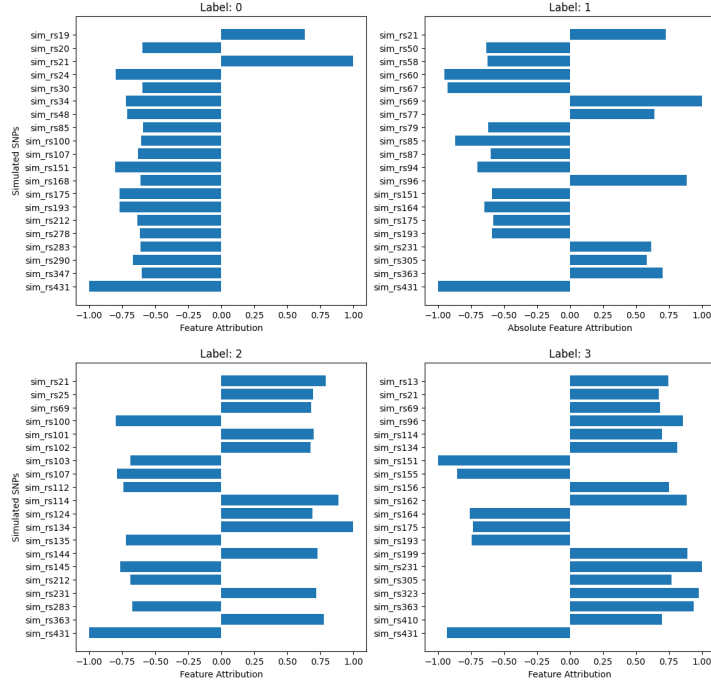 Label: 0
Simulated SNPs
sim_rs19
sim_rs20
sim_rs21
sim_rs24
sim_rs30
sim_rs34
sim_rs48
sim_rs85
sim_rs100
sim_rs107
sim_rs151
sim_rs168
sim_rs175
sim_rs193
sim_rs212
sim_rs278
sim_rs283
sim_rs290
sim_rs347
sim_rs431
−1.00 −0.75 −0.50 −0.25 0.00 0.25 0.50 0.75 1.00
Feature Attribution
Label: 1
sim_rs21
sim_rs50
sim_rs58
sim_rs60
sim_rs67
sim_rs69
sim_rs77
sim_rs79
sim_rs85
sim_rs87
sim_rs94
sim_rs96
sim_rs151
sim_rs164
sim_rs175
sim_rs193
sim_rs231
sim_rs305
sim_rs363
sim_rs431
−1.00 −0.75 −0.50 −0.25 0.00 0.25 0.50 0.75 1.00
Absolute Feature Attribution
Label: 2
Simulated SNPs
sim_rs21
sim_rs25
sim_rs69
sim_rs100
sim_rs101
sim_rs102
sim_rs103
sim_rs107
sim_rs112
sim_rs114
sim_rs124
sim_rs134
sim_rs135
sim_rs144
sim_rs145
sim_rs212
sim_rs231
sim_rs283
sim_rs363
sim_rs431
−1.00 −0.75 −0.50 −0.25 0.00 0.25 0.50 0.75 1.00
Feature Attribution
Label: 3
sim_rs13
sim_rs21
sim_rs69
sim_rs96
sim_rs114
sim_rs134
sim_rs151
sim_rs155
sim_rs156
sim_rs162
sim_rs164
sim_rs175
sim_rs193
sim_rs199
sim_rs231
sim_rs305
sim_rs323
sim_rs363
sim_rs410
sim_rs431
−1.00 −0.75 −0.50 −0.25 0.00 0.25 0.50 0.75 1.00
Feature Attribution